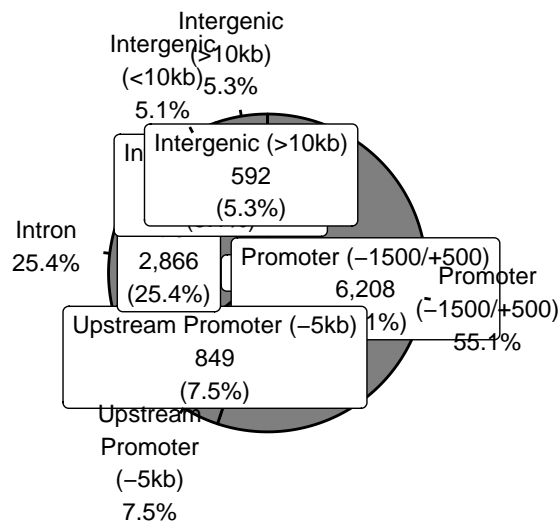 Intergenic
(>10kb)
5.3%
Intergenic
(<10kb)
5.1%
Intergenic (>10kb)
592
(5.3%)
Intron
25.4%
2,866
(25.4%)
Promoter (−1500/+500)
6,208
Promoter
(−1500/+500)
55.1%
Upstream Promoter (−5kb)
849
(7.5%)
Upstream
Promoter
(−5kb)
7.5%